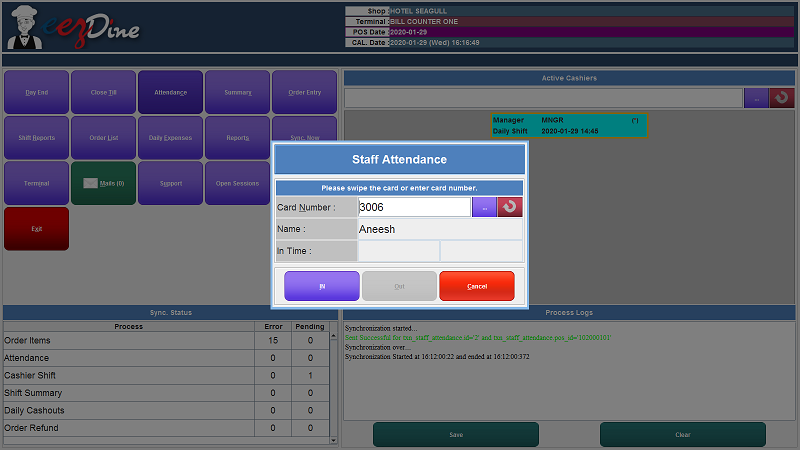 eezDine
Shop : HOTEL SEAGULL
Terminal : BILL COUNTER ONE
POS Date : 2020-01-29
CAL. Date : 2020-01-29 (Wed) 16:16:49
Day End
Close Till
Attendance
Summary
Order Entry
Shift Reports
Order List
Daily Expenses
Reports
Sync. Now
Terminal
Mails (0)
Support
Open Sessions
Exit
Active Cashiers
...
Manager MNGR (*)
Daily Shift 2020-01-29 14:45
Staff Attendance
Please swipe the card or enter card number.
Card Number : 3006 ...
Name : Aneesh
In Time :
IN
Out
Cancel
Sync. Status
Process Error Pending
Order Items 15 0
Attendance 0 0
Cashier Shift 0 1
Shift Summary 0 0
Daily Cashouts 0 0
Order Refund 0 0
Process Logs
Synchronization started...
Sent Successful for txn_staff_attendance.id='2' and txn_staff_attendance.pos_id='102000101'
Synchronization over...
Synchronization Started at 16:12:00:22 and ended at 16:12:00:372
Save
Clear